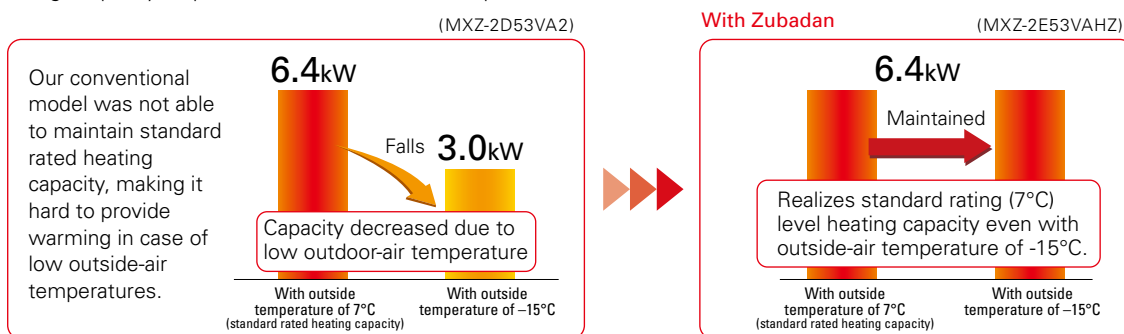 (MXZ-2D53VA2)
Our conventional
model was not able
to maintain standard
rated heating
capacity, making it
hard to provide
warming in case of
low outside-air
temperatures.
6.4kW
Falls
3.0kW
Capacity decreased due to
low outdoor-air temperature
With outside
temperature of 7°C
(standard rated heating capacity)
With outside
temperature of –15°C
With Zubadan
(MXZ-2E53VAHZ)
6.4kW
Maintained
Realizes standard rating (7°C)
level heating capacity even with
outside-air temperature of -15°C.
With outside
temperature of 7°C
(standard rated heating capacity)
With outside
temperature of –15°C